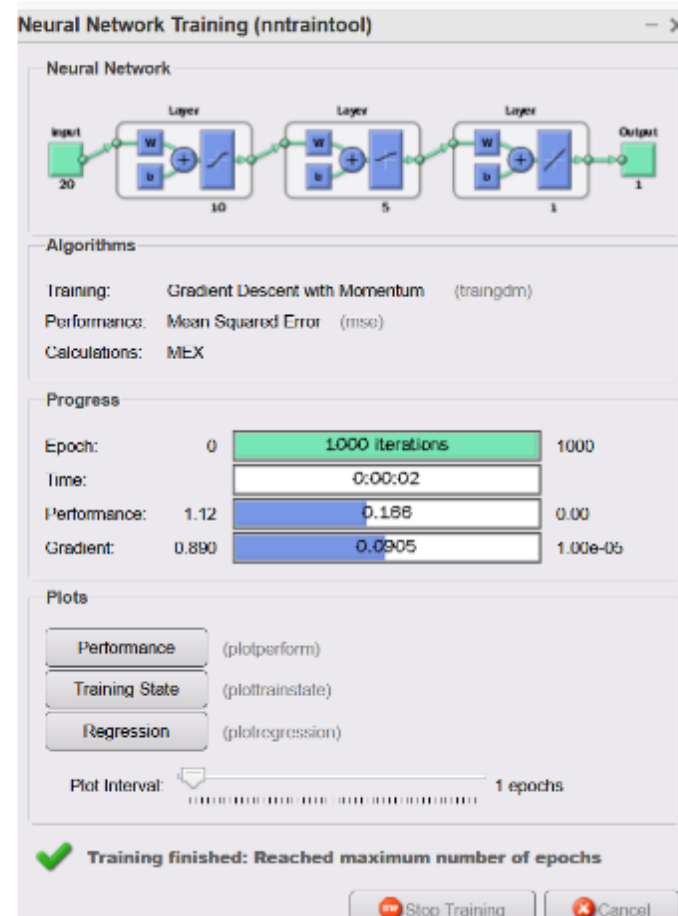 Neural Network Training (nntraintool)
Neural Network
Layer Layer Layer
Input Output
W W W
b b b
20 10 5 1 1
Algorithms
Training: Gradient Descent with Momentum (traingdm)
Performance: Mean Squared Error (mse)
Calculations: MEX
Progress
Epoch: 0 1000 iterations 1000
Time: 0:00:02
Performance: 1.12 0.166 0.00
Gradient: 0.890 0.0905 1.00e-05
Plots
Performance (plotperform)
Training State (plottrainstate)
Regression (plotregression)
Plot Interval: 1 epochs
Training finished: Reached maximum number of epochs
Stop Training Cancel